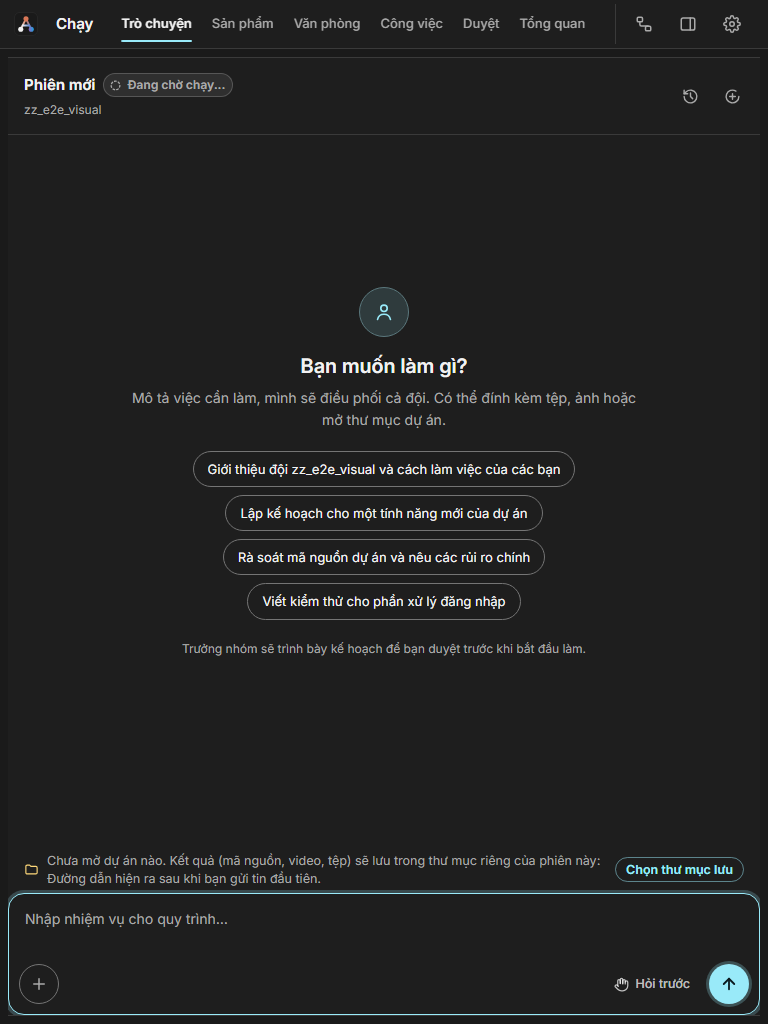 Chạy
Trò chuyện
Sản phẩm
Văn phòng
Công việc
Duyệt
Tổng quan
Phiên mới
Đang chờ chạy...
zz_e2e_visual
Bạn muốn làm gì?
Mô tả việc cần làm, mình sẽ điều phối cả đội. Có thể đính kèm tệp, ảnh hoặc
mở thư mục dự án.
Giới thiệu đội zz_e2e_visual và cách làm việc của các bạn
Lập kế hoạch cho một tính năng mới của dự án
Rà soát mã nguồn dự án và nêu các rủi ro chính
Viết kiểm thử cho phần xử lý đăng nhập
Trưởng nhóm sẽ trình bày kế hoạch để bạn duyệt trước khi bắt đầu làm.
Chưa mở dự án nào. Kết quả (mã nguồn, video, tệp) sẽ lưu trong thư mục riêng của phiên này:
Đường dẫn hiện ra sau khi bạn gửi tin đầu tiên.
Chọn thư mục lưu
Nhập nhiệm vụ cho quy trình...
Hỏi trước